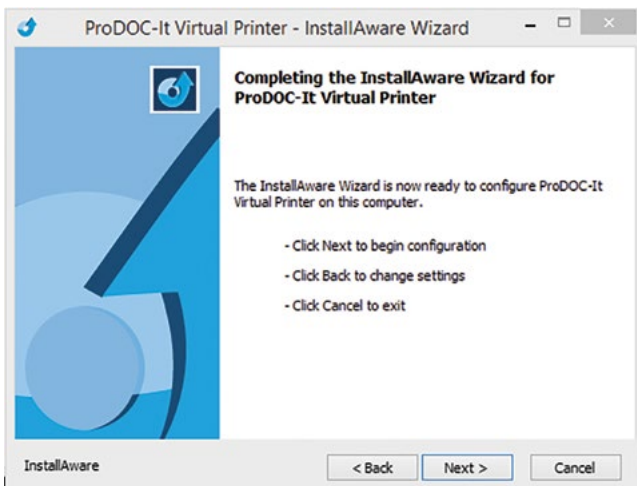 ProDOC-It Virtual Printer - InstallAware Wizard
Completing the InstallAware Wizard for
ProDOC-It Virtual Printer
The InstallAware Wizard is now ready to configure ProDOC-It
Virtual Printer on this computer.
- Click Next to begin configuration
- Click Back to change settings
- Click Cancel to exit
InstallAware
< Back
Next >
Cancel